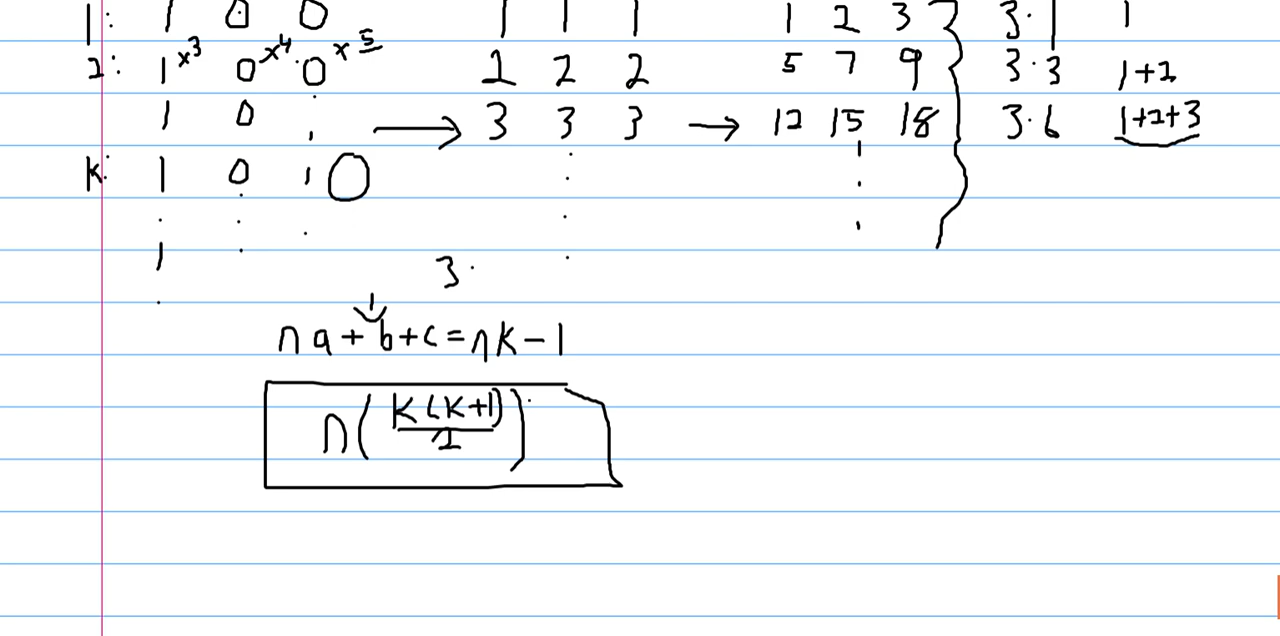 1: 1 0 0 1 1 1 1 2 3 3·1 1
2: 1^x^3 0^x^4 · 0^x^5 2 2 2 5 7 9 3·3 1+2
1 0 → 3 3 3 → 12 15 18 3·6 1+2+3
k: 1 0 0
1
3·
na+b+c=nk-1
n(k(k+1)/2)